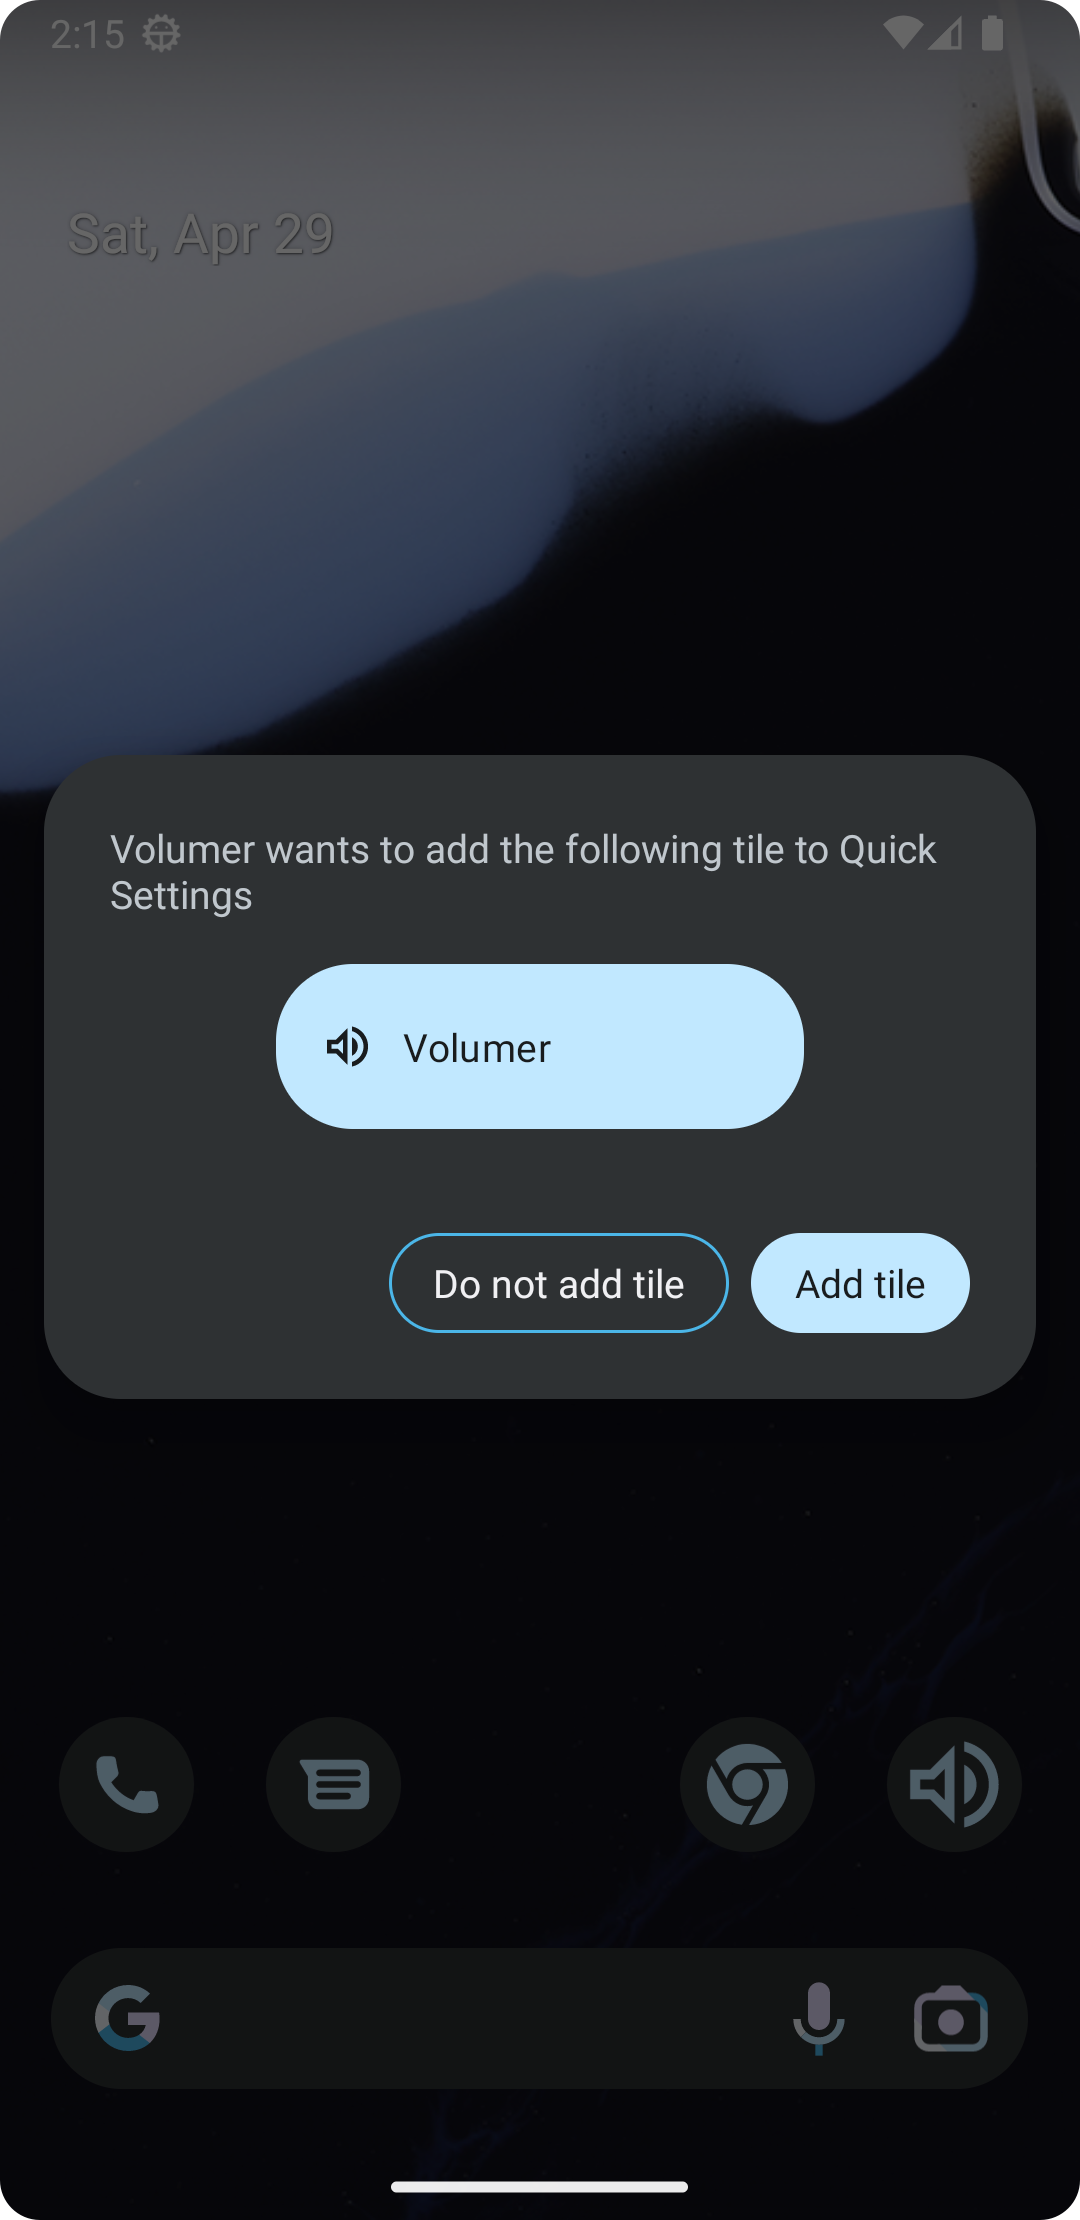 2:15
Sat, Apr 29
Volumer wants to add the following tile to Quick
Settings
Volumer
Do not add tile
Add tile